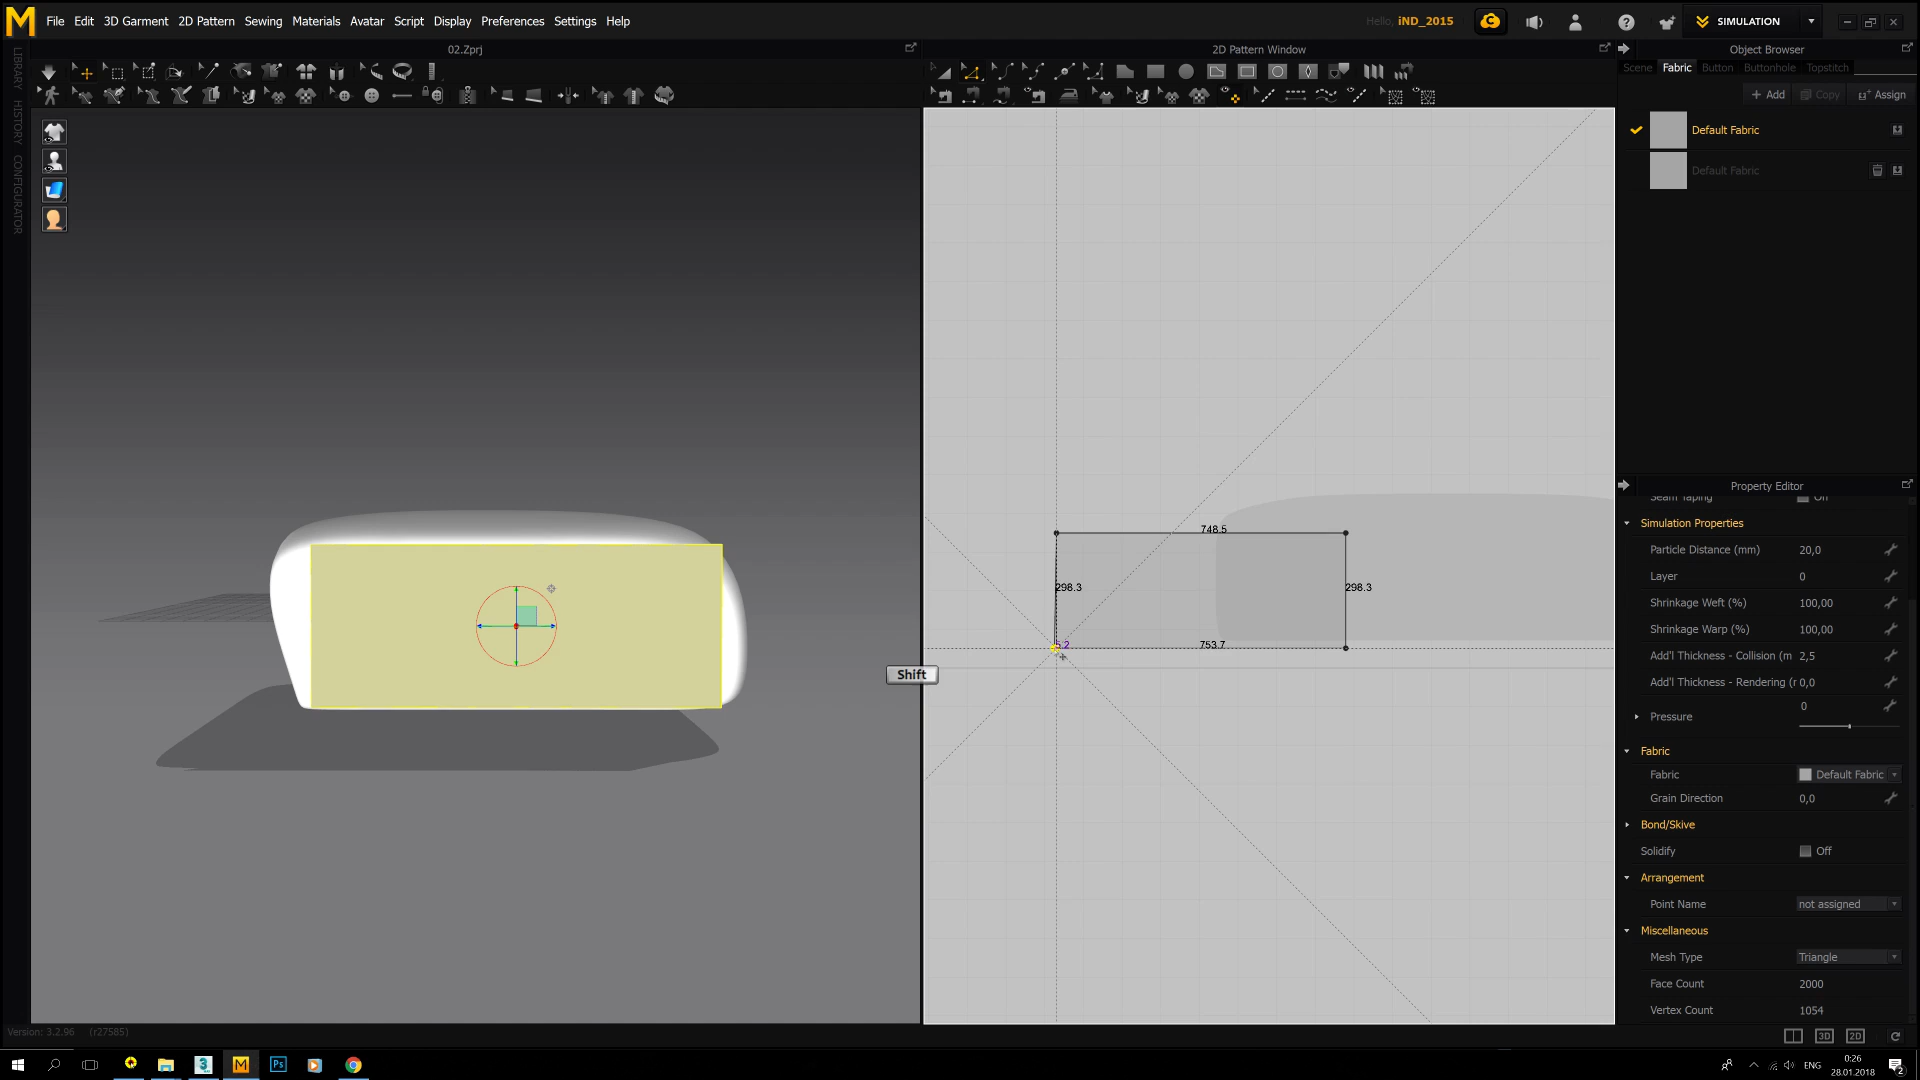 File Edit 3D Garment 2D Pattern Sewing Materials Avatar Script Display Preferences Settings Help
Hello, iND_2015
SIMULATION
02.Zprj
2D Pattern Window
Object Browser
LIBRARY
HISTORY
CONFIGURATOR
Scene Fabric Button Buttonhole Topstitch
+ Add Copy Assign
Default Fabric
Default Fabric
748.5
298.3
298.3
753.7
Shift
Property Editor
Seam Taping Off
Simulation Properties
Particle Distance (mm) 20,0
Layer 0
Shrinkage Weft (%) 100,00
Shrinkage Warp (%) 100,00
Add'l Thickness - Collision (m 2,5
Add'l Thickness - Rendering (r 0,0
Pressure 0
Fabric
Fabric Default Fabric
Grain Direction 0,0
Bond/Skive
Solidify Off
Arrangement
Point Name not assigned
Miscellaneous
Mesh Type Triangle
Face Count 2000
Vertex Count 1054
Version: 3.2.96 (r27585)
3D 2D
ENG
0:26
28.01.2018